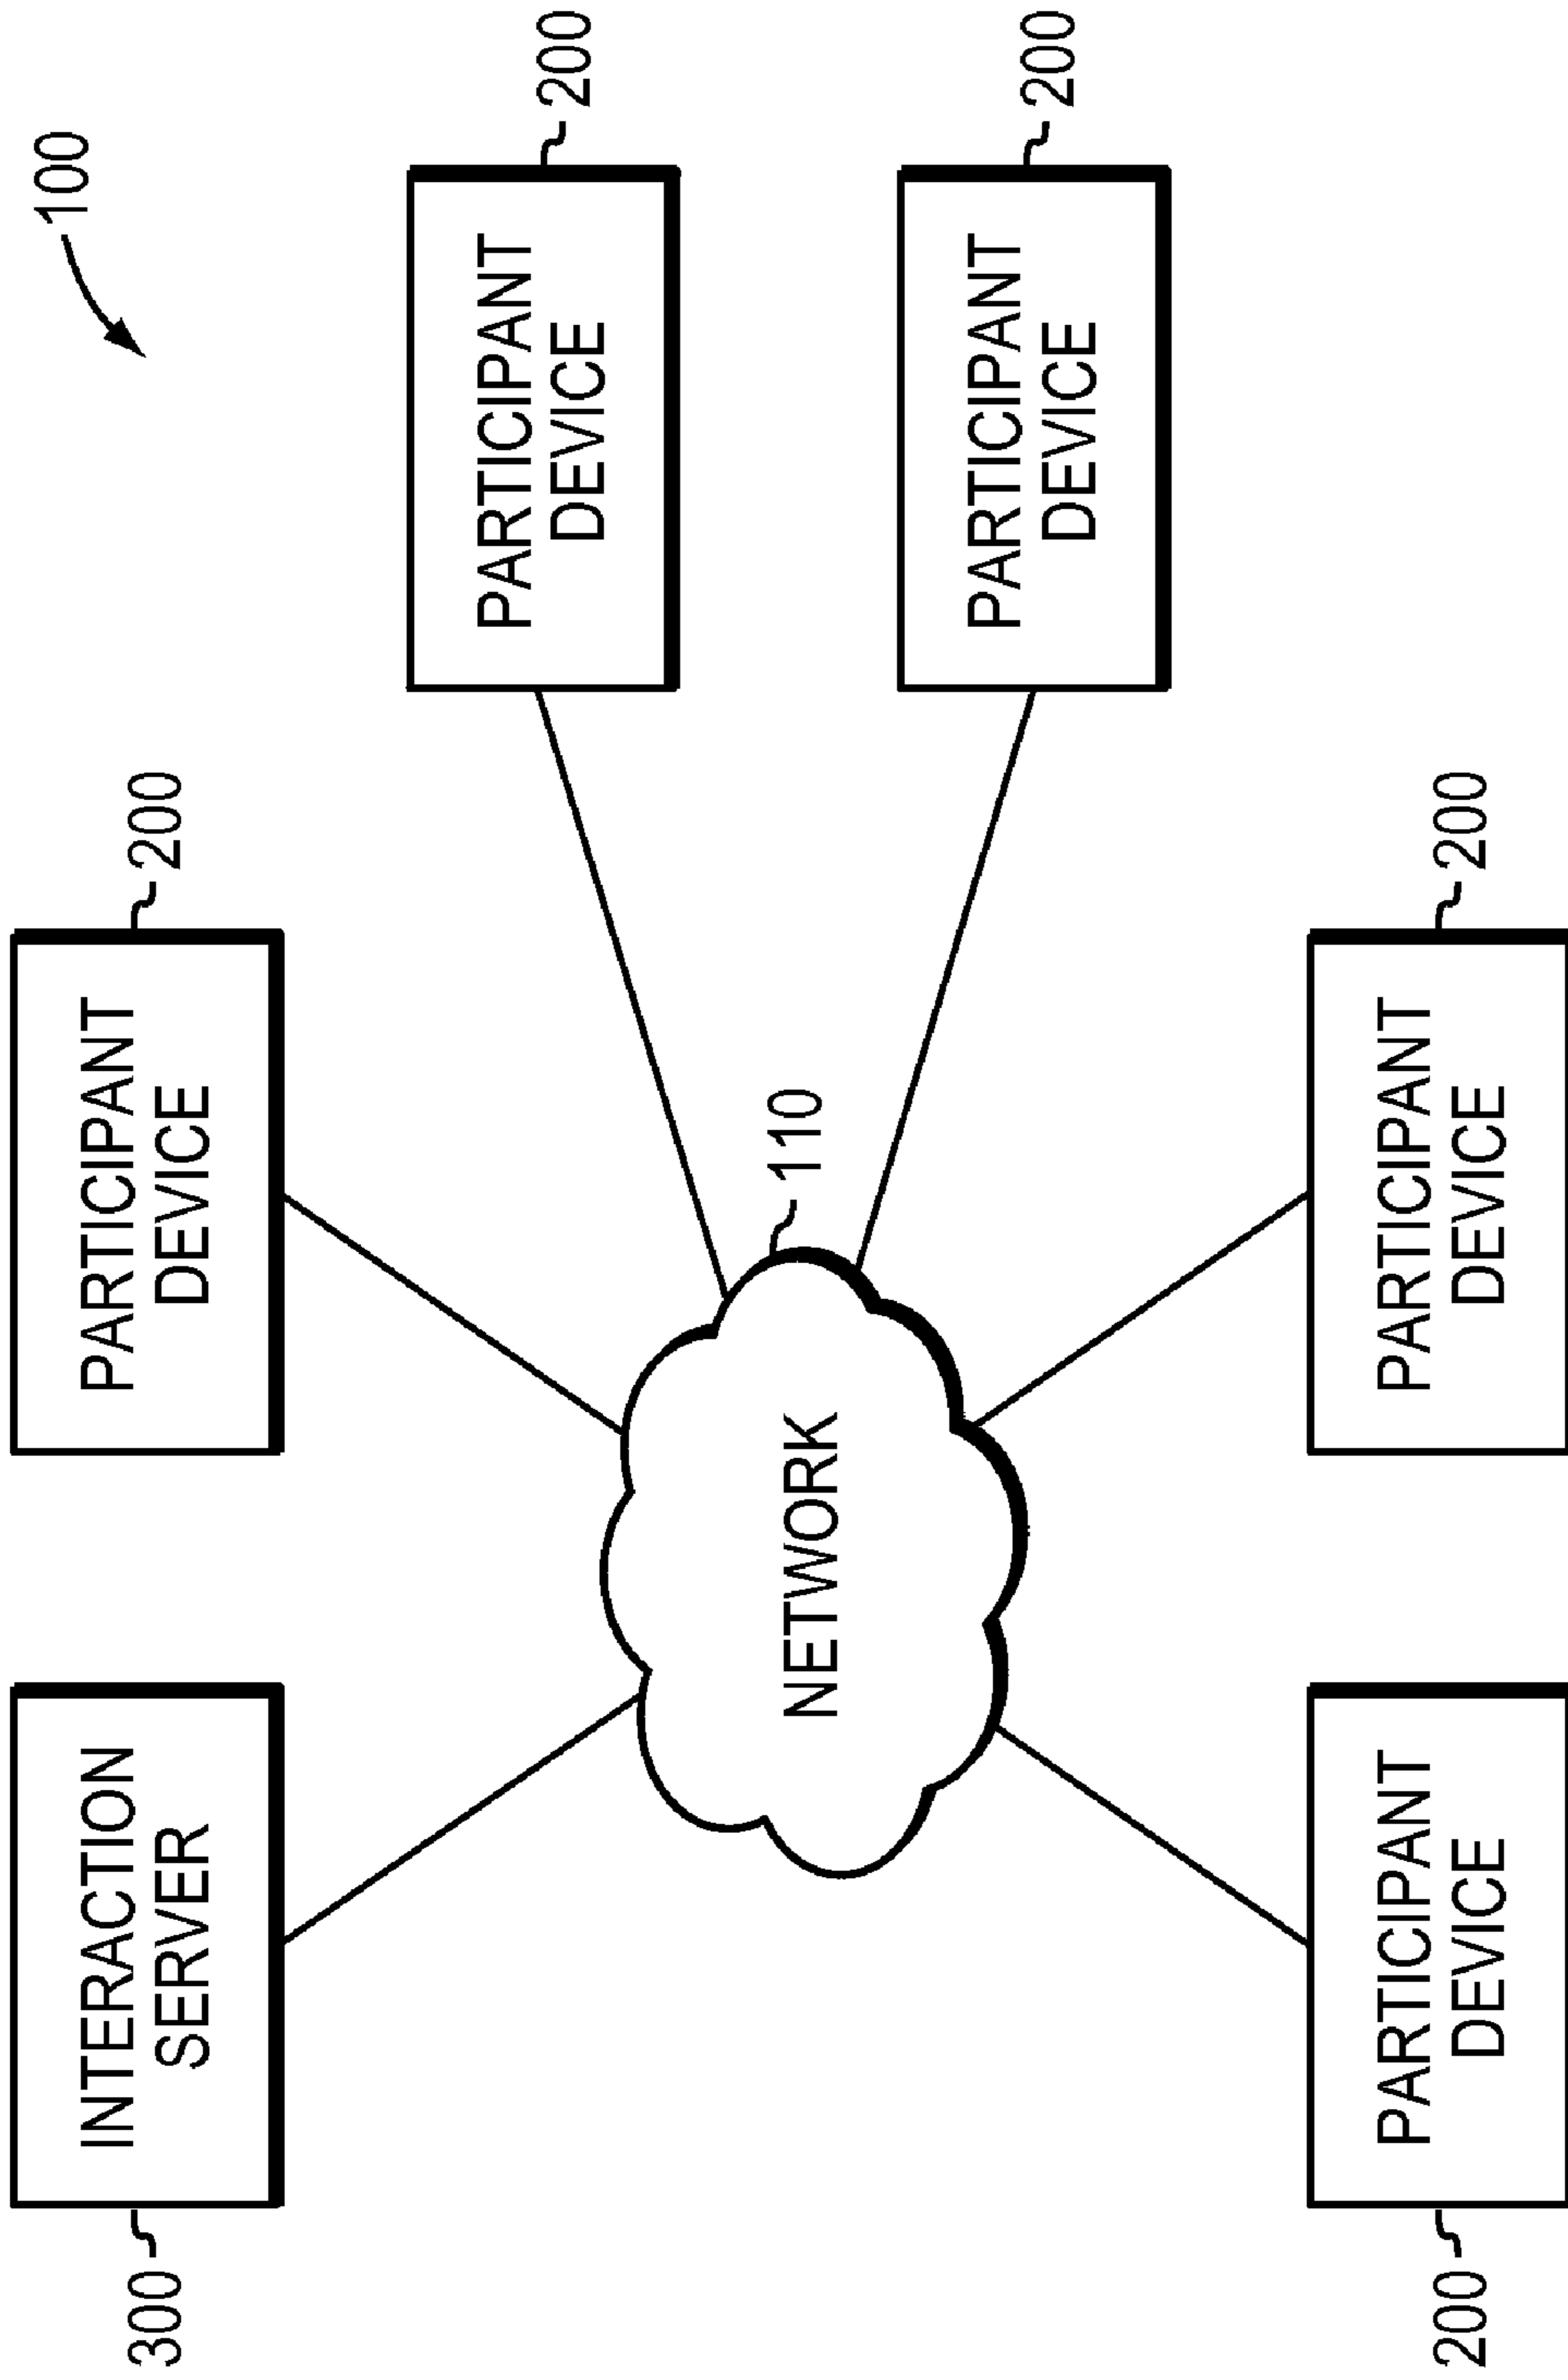 100
300
INTERACTION
SERVER
PARTICIPANT
DEVICE
200
PARTICIPANT
DEVICE
200
NETWORK
110
PARTICIPANT
DEVICE
200
200
PARTICIPANT
DEVICE
PARTICIPANT
DEVICE
200